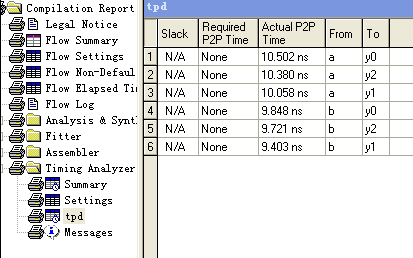 Compilation Report
Legal Notice
Flow Summary
Flow Settings
Flow Non-Defaul
Flow Elapsed Ti
Flow Log
Analysis & Synt
Fitter
Assembler
Timing Analyzer
Summary
Settings
tpd
Messages
tpd
Slack Required P2P Time Actual P2P Time From To
1 N/A None 10.502 ns a y0
2 N/A None 10.380 ns a y2
3 N/A None 10.058 ns a y1
4 N/A None 9.848 ns b y0
5 N/A None 9.721 ns b y2
6 N/A None 9.403 ns b y1